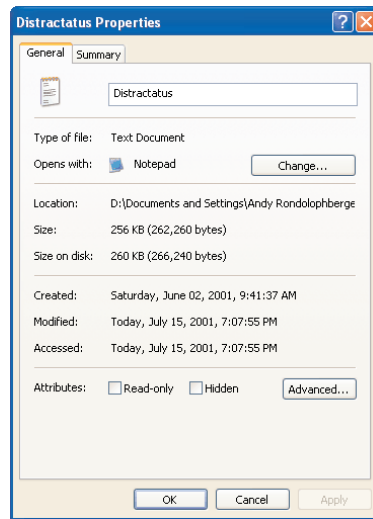 Distractatus Properties
General Summary
Distractatus
Type of file: Text Document
Opens with: Notepad Change...
Location: D:\Documents and Settings\Andy Rondolophberge
Size: 256 KB (262,260 bytes)
Size on disk: 260 KB (266,240 bytes)
Created: Saturday, June 02, 2001, 9:41:37 AM
Modified: Today, July 15, 2001, 7:07:55 PM
Accessed: Today, July 15, 2001, 7:07:55 PM
Attributes: Read-only Hidden Advanced...
OK Cancel Apply